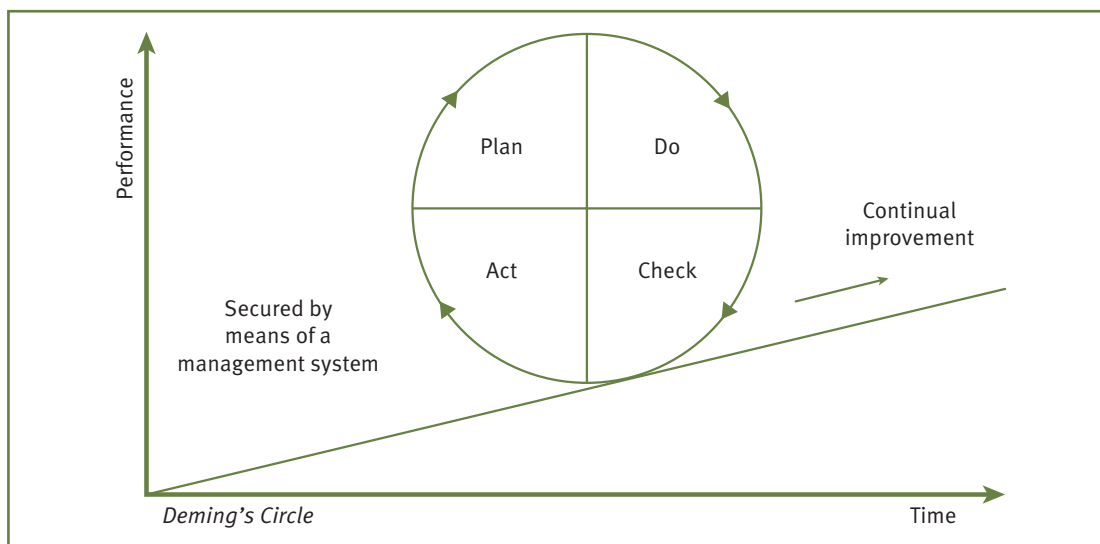 Performance
Plan
Do
Act
Check
Continual
improvement
Secured by
means of a
management system
Deming’s Circle
Time